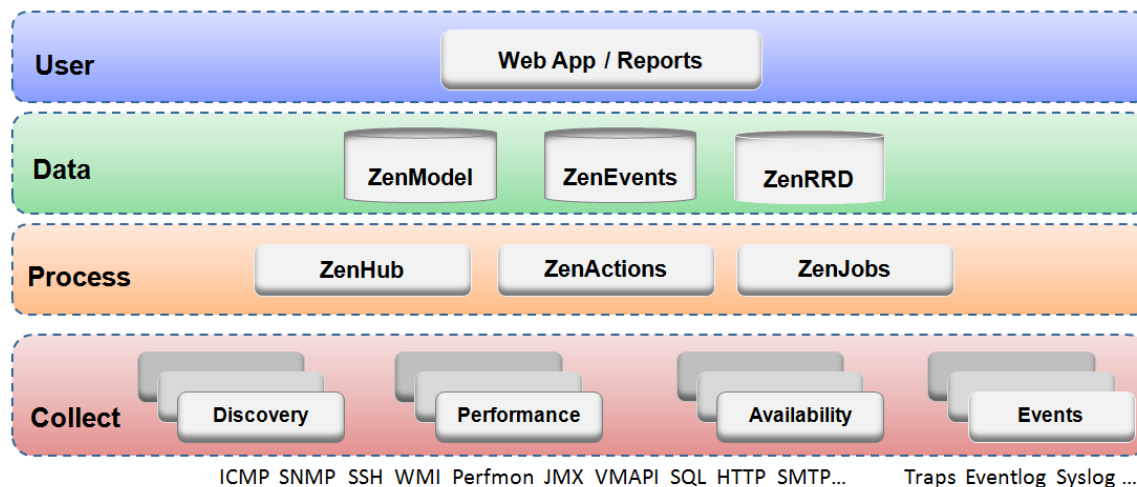 User
Web App / Reports
Data
ZenModel
ZenEvents
ZenRRD
Process
ZenHub
ZenActions
ZenJobs
Collect
Discovery
Performance
Availability
Events
ICMP SNMP SSH WMI Perfmon JMX VMAPI SQL HTTP SMTP...
Traps Eventlog Syslog ...